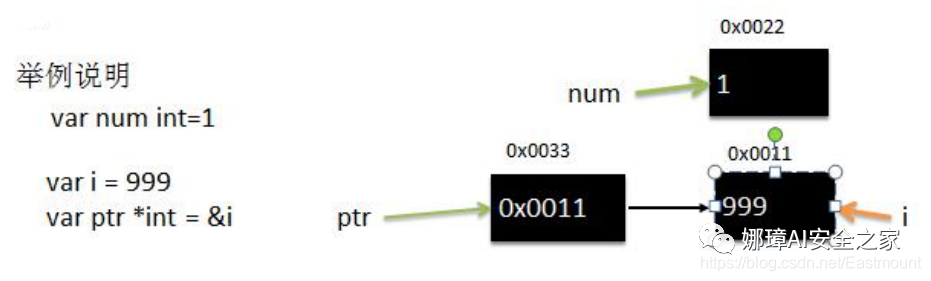 举例说明
var num int=1
var i = 999
var ptr *int = &i
0x0022
num
1
0x0033
0x0011
ptr
0x0011
999
i
娜璋AI安全之家
https://blog.csdn.net/Eastmount